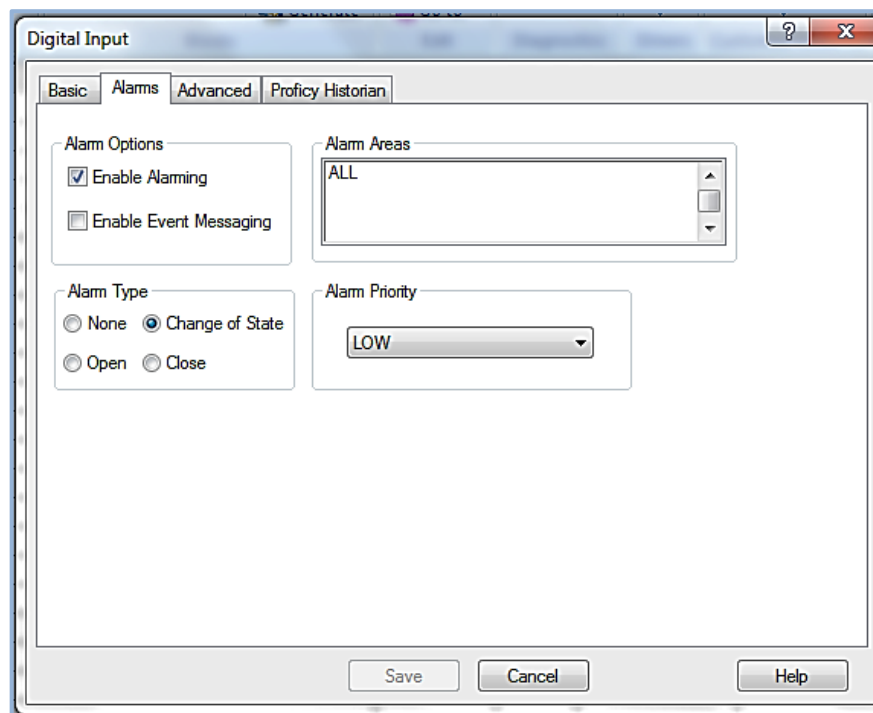 Digital Input
Basic Alarms Advanced Proficy Historian
Alarm Options
Enable Alarming
Enable Event Messaging
Alarm Areas
ALL
Alarm Type
None Change of State
Open Close
Alarm Priority
LOW
Save Cancel Help